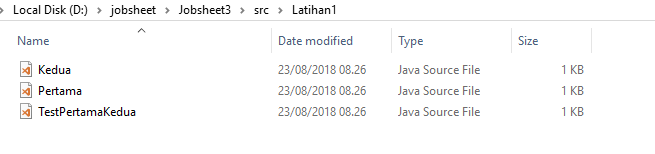 Local Disk (D:) > jobsheet > Jobsheet3 > src > Latihan1
Name Date modified Type Size
Kedua 23/08/2018 08.26 Java Source File 1 KB
Pertama 23/08/2018 08.26 Java Source File 1 KB
TestPertamaKedua 23/08/2018 08.26 Java Source File 1 KB